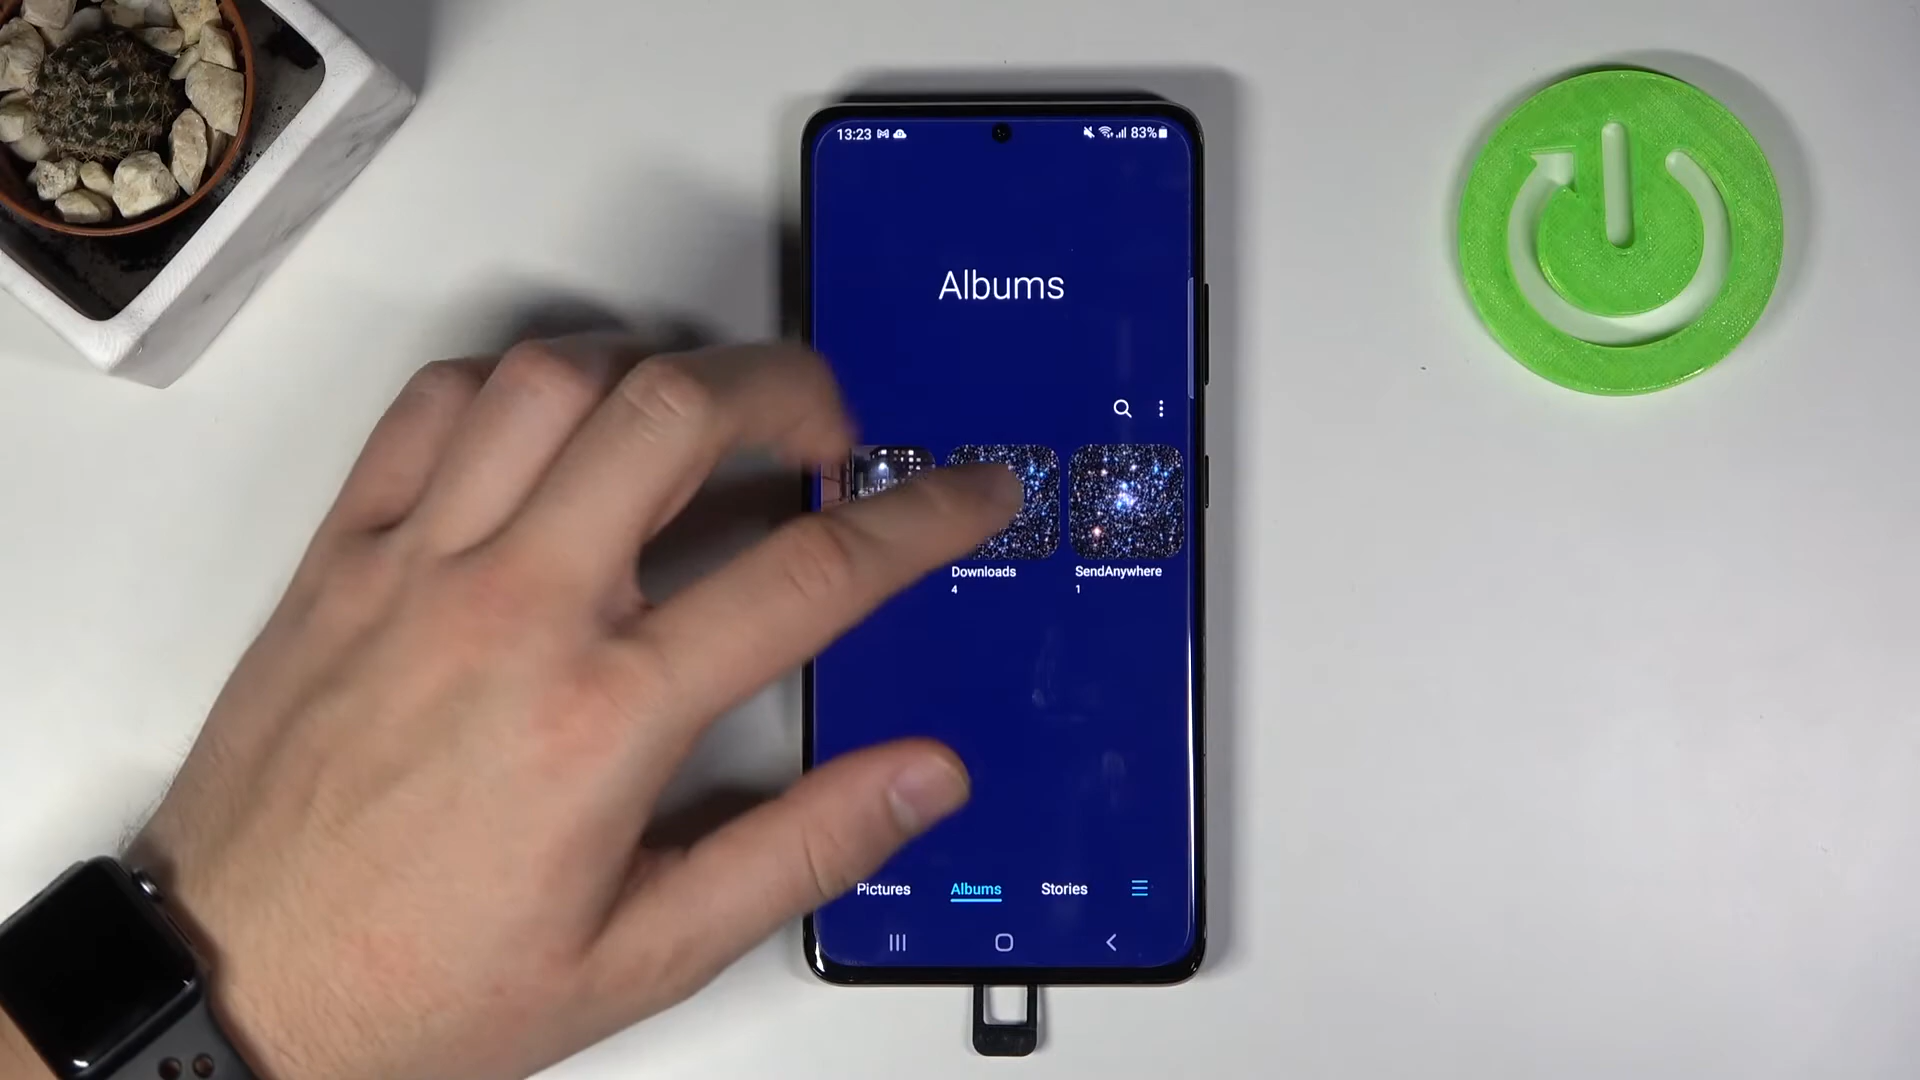 13:23 83%
Albums
Downloads
4
SendAnywhere
1
Pictures Albums Stories